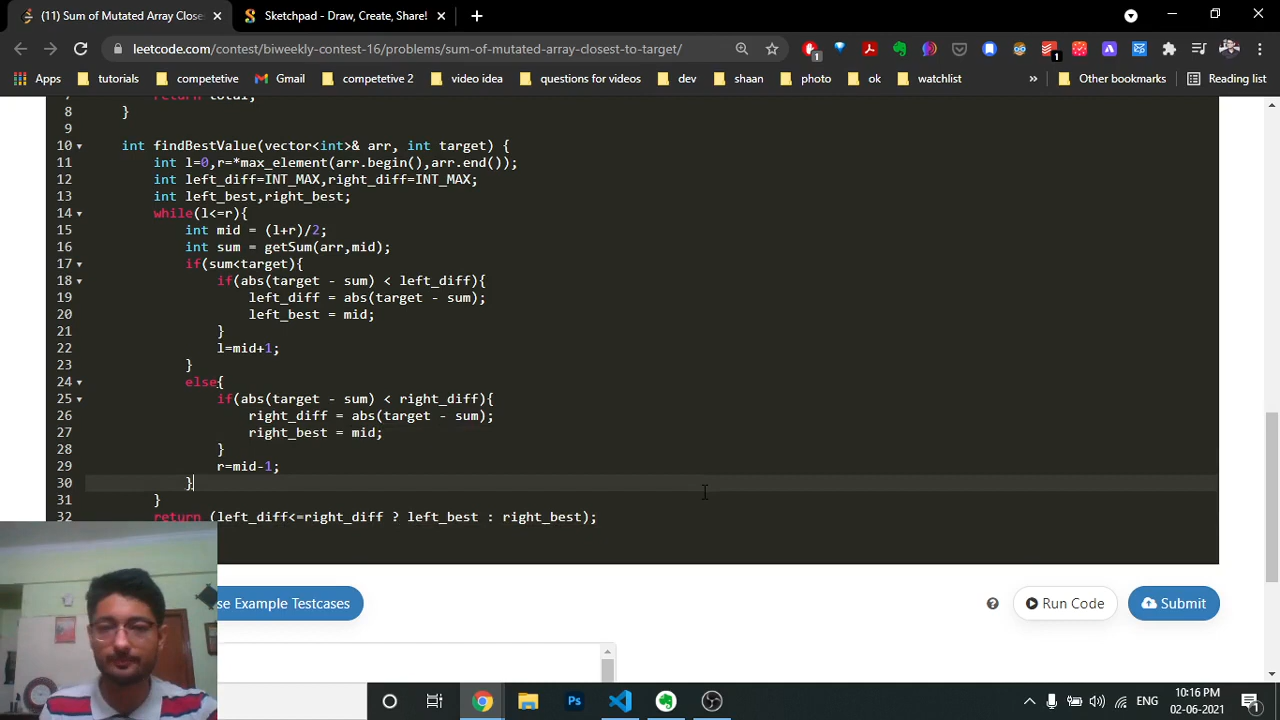 (11) Sum of Mutated Array Closes
Sketchpad - Draw, Create, Share!
leetcode.com/contest/biweekly-contest-16/problems/sum-of-mutated-array-closest-to-target/
Apps tutorials competetive Gmail competetive 2 video idea questions for videos dev shaan photo ok watchlist » Other bookmarks Reading list
8 }
9
10 int findBestValue(vector<int>& arr, int target) {
11 int l=0,r=*max_element(arr.begin(),arr.end());
12 int left_diff=INT_MAX,right_diff=INT_MAX;
13 int left_best,right_best;
14 while(l<=r){
15 int mid = (l+r)/2;
16 int sum = getSum(arr,mid);
17 if(sum<target){
18 if(abs(target - sum) < left_diff){
19 left_diff = abs(target - sum);
20 left_best = mid;
21 }
22 l=mid+1;
23 }
24 else{
25 if(abs(target - sum) < right_diff){
26 right_diff = abs(target - sum);
27 right_best = mid;
28 }
29 r=mid-1;
30 }
31 }
32 return (left_diff<=right_diff ? left_best : right_best);
se Example Testcases
Run Code
Submit
ENG
10:16 PM
02-06-2021